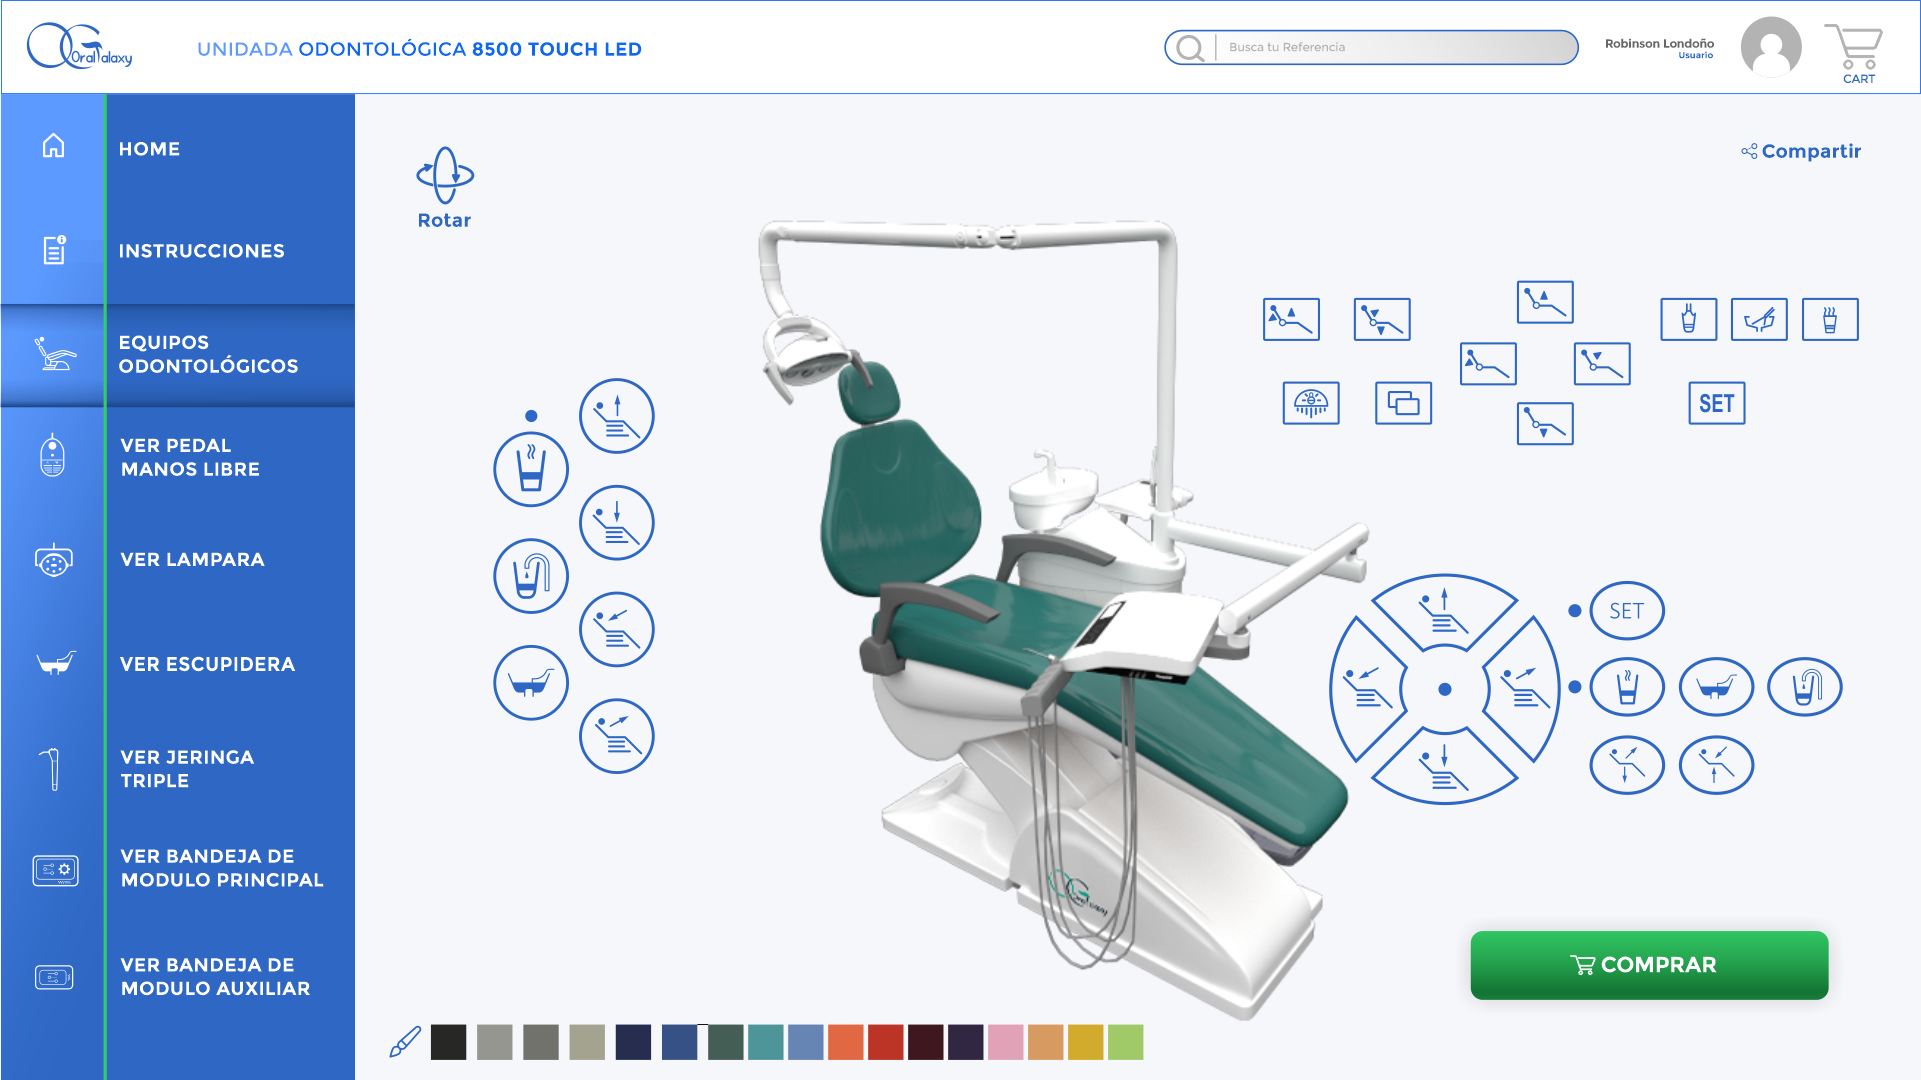 Oral Galaxy
UNIDADA ODONTOLÓGICA 8500 TOUCH LED
Busca tu Referencia
Robinson Londoño
Usuario
CART
HOME
INSTRUCCIONES
EQUIPOS
ODONTOLÓGICOS
VER PEDAL
MANOS LIBRE
VER LAMPARA
VER ESCUPIDERA
VER JERINGA
TRIPLE
VER BANDEJA DE
MODULO PRINCIPAL
VER BANDEJA DE
MODULO AUXILIAR
Rotar
Compartir
SET
SET
COMPRAR